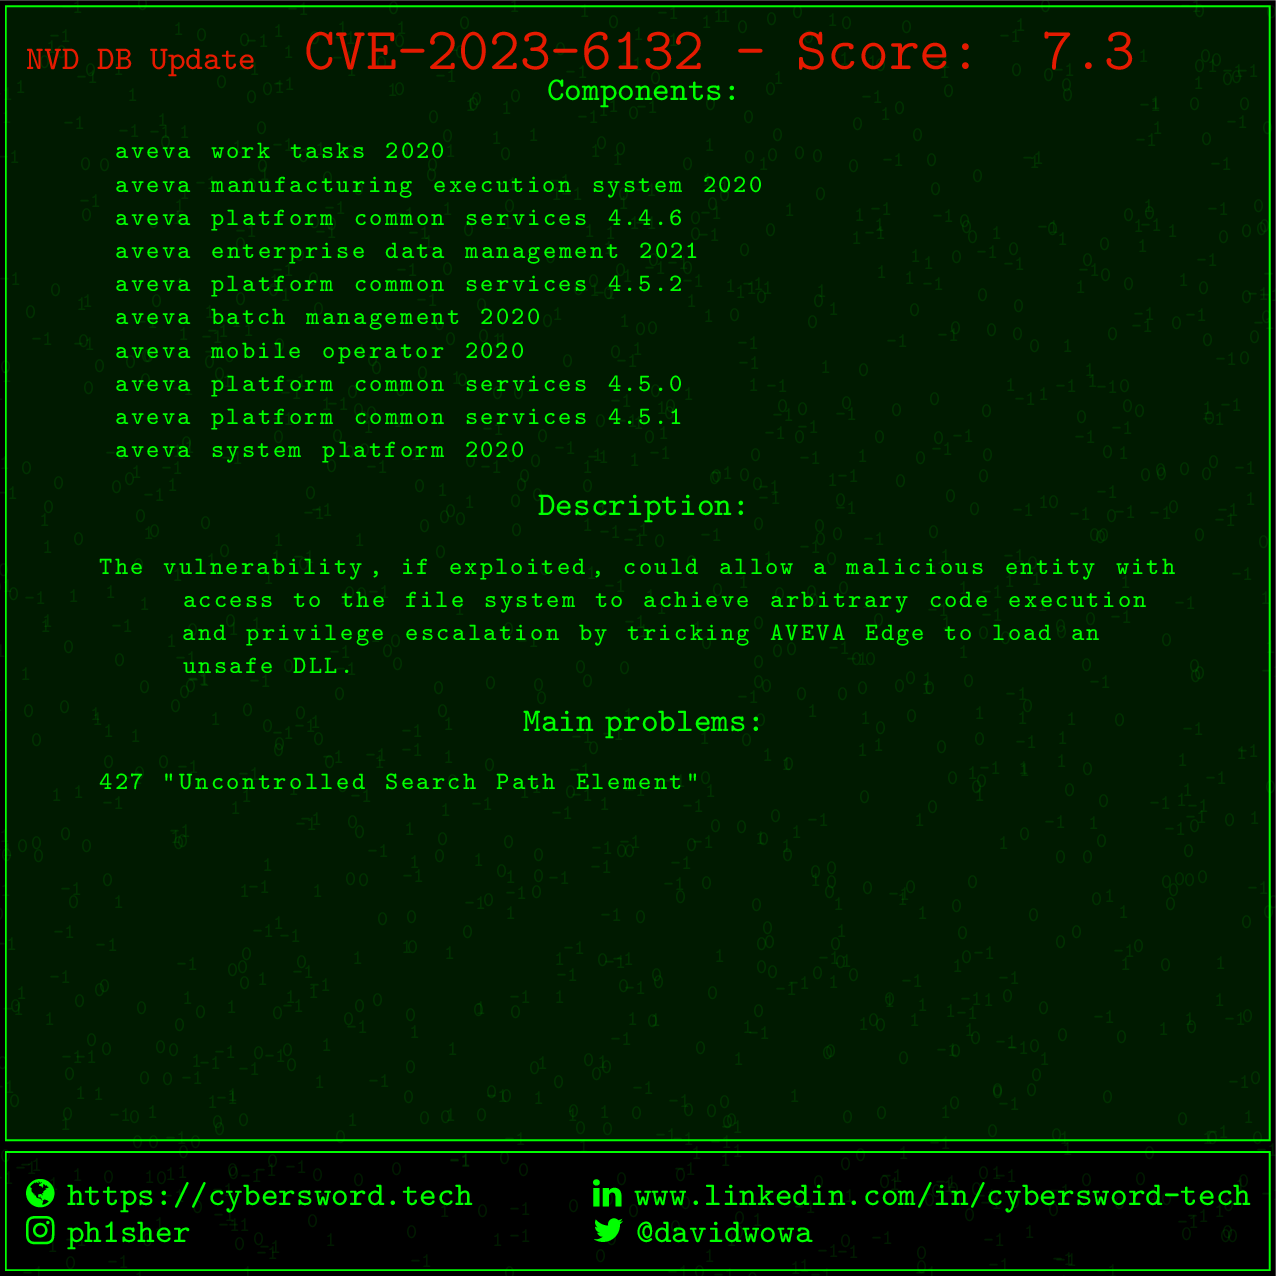 NVD DB Update CVE-2023-6132 - Score: 7.3
Components:
aveva work tasks 2020
aveva manufacturing execution system 2020
aveva platform common services 4.4.6
aveva enterprise data management 2021
aveva platform common services 4.5.2
aveva batch management 2020
aveva mobile operator 2020
aveva platform common services 4.5.0
aveva platform common services 4.5.1
aveva system platform 2020
Description:
The vulnerability, if exploited, could allow a malicious entity with
access to the file system to achieve arbitrary code execution
and privilege escalation by tricking AVEVA Edge to load an
unsafe DLL.
Main problems:
427 "Uncontrolled Search Path Element"
https://cybersword.tech
www.linkedin.com/in/cybersword-tech
ph1sher
@davidwowa